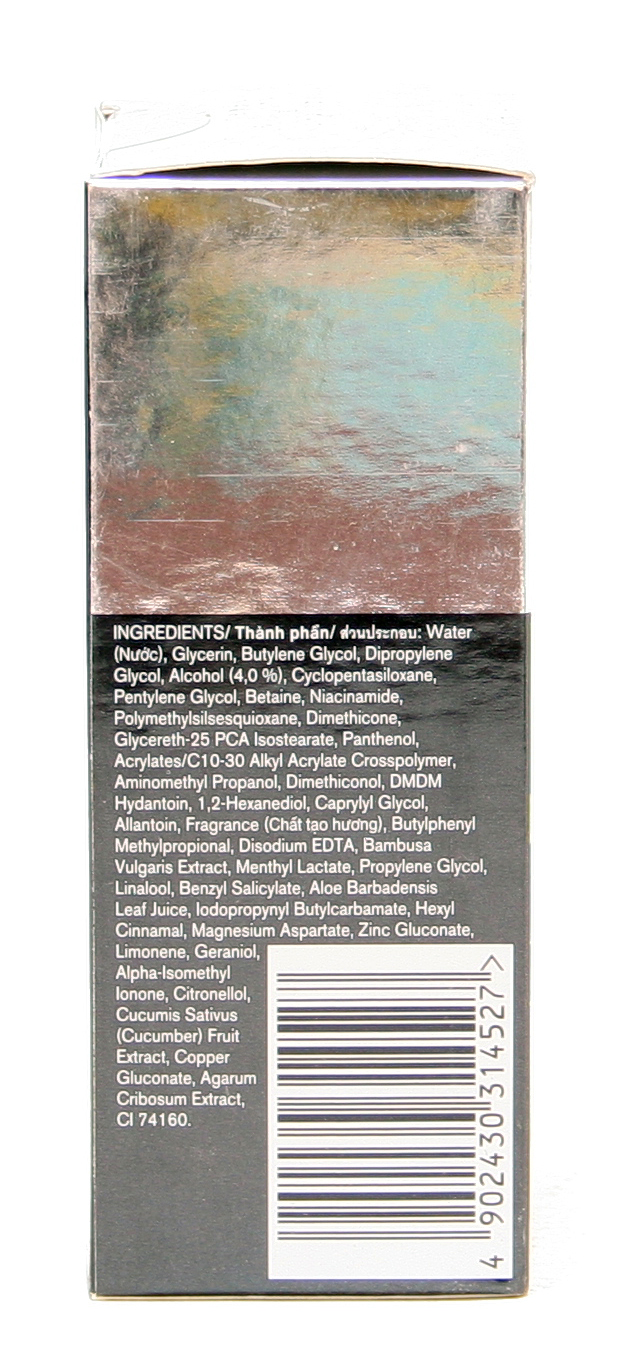 INGREDIENTS/ Thành phần/ ส่วนประกอบ: Water
(Nước), Glycerin, Butylene Glycol, Dipropylene
Glycol, Alcohol (4,0 %), Cyclopentasiloxane,
Pentylene Glycol, Betaine, Niacinamide,
Polymethylsilsesquioxane, Dimethicone,
Glycereth-25 PCA Isostearate, Panthenol,
Acrylates/C10-30 Alkyl Acrylate Crosspolymer,
Aminomethyl Propanol, Dimethiconol, DMDM
Hydantoin, 1,2-Hexanediol, Caprylyl Glycol,
Allantoin, Fragrance (Chất tạo hương), Butylphenyl
Methylpropional, Disodium EDTA, Bambusa
Vulgaris Extract, Menthyl Lactate, Propylene Glycol,
Linalool, Benzyl Salicylate, Aloe Barbadensis
Leaf Juice, Iodopropynyl Butylcarbamate, Hexyl
Cinnamal, Magnesium Aspartate, Zinc Gluconate,
Limonene, Geraniol,
Alpha-Isomethyl
Ionone, Citronellol,
Cucumis Sativus
(Cucumber) Fruit
Extract, Copper
Gluconate, Agarum
Cribosum Extract,
CI 74160.
4 902430 314527 >